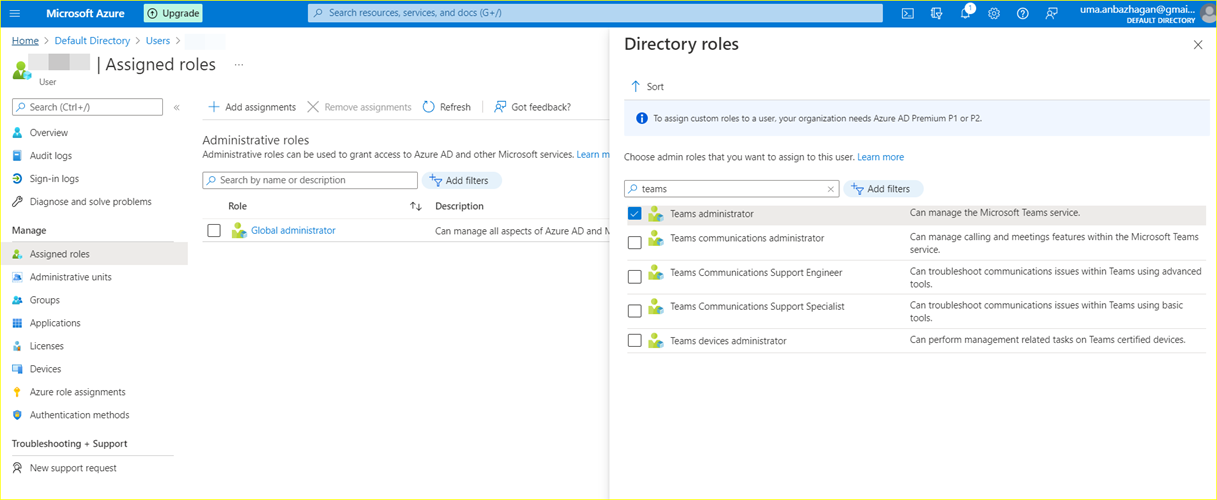 Microsoft Azure
Upgrade
Search resources, services, and docs (G+/)
1
uma.anbazhagan@gmai...
DEFAULT DIRECTORY
Home > Default Directory > Users >
| Assigned roles ...
User
Search (Ctrl+/)
«
Overview
Audit logs
Sign-in logs
Diagnose and solve problems
Manage
Assigned roles
Administrative units
Groups
Applications
Licenses
Devices
Azure role assignments
Authentication methods
Troubleshooting + Support
New support request
Add assignments
Remove assignments
Refresh
Got feedback?
Administrative roles
Administrative roles can be used to grant access to Azure AD and other Microsoft services. Learn m
Search by name or description
Add filters
Role
Description
Global administrator
Can manage all aspects of Azure AD and M
Directory roles
Sort
To assign custom roles to a user, your organization needs Azure AD Premium P1 or P2.
Choose admin roles that you want to assign to this user. Learn more
teams
Add filters
Teams administrator
Can manage the Microsoft Teams service.
Teams communications administrator
Can manage calling and meetings features within the Microsoft Teams
service.
Teams Communications Support Engineer
Can troubleshoot communications issues within Teams using advanced
tools.
Teams Communications Support Specialist
Can troubleshoot communications issues within Teams using basic
tools.
Teams devices administrator
Can perform management related tasks on Teams certified devices.